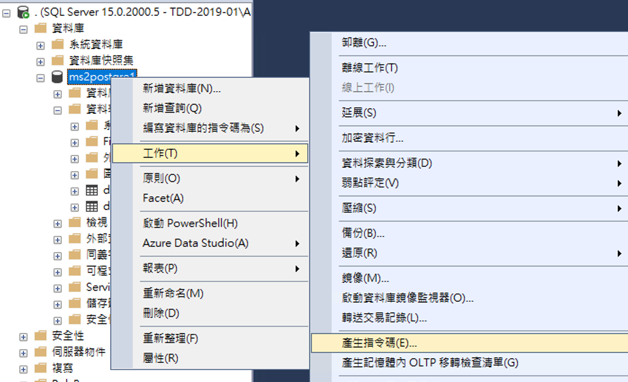 . (SQL Server 15.0.2000.5 - TDD-2019-01\A
資料庫
系統資料庫
資料庫快照集
ms2postgre1
資料
資料
系
Fi
外
圖
d
d
檢視
外部
同義
可程
Servi
儲存
安全
安全性
伺服器物件
複寫
新增資料庫(N)...
新增查詢(Q)
編寫資料庫的指令碼為(S)
工作(T)
原則(O)
Facet(A)
啟動 PowerShell(H)
Azure Data Studio(A)
報表(P)
重新命名(M)
刪除(D)
重新整理(F)
屬性(R)
卸離(G)...
離線工作(T)
線上工作(I)
延展(S)
加密資料行...
資料探索與分類(D)
弱點評定(V)
壓縮(S)
備份(B)...
還原(R)
鏡像(M)...
啟動資料庫鏡像監視器(O)...
轉送交易記錄(L)...
產生指令碼(E)...
產生記憶體內 OLTP 移轉檢查清單(G)